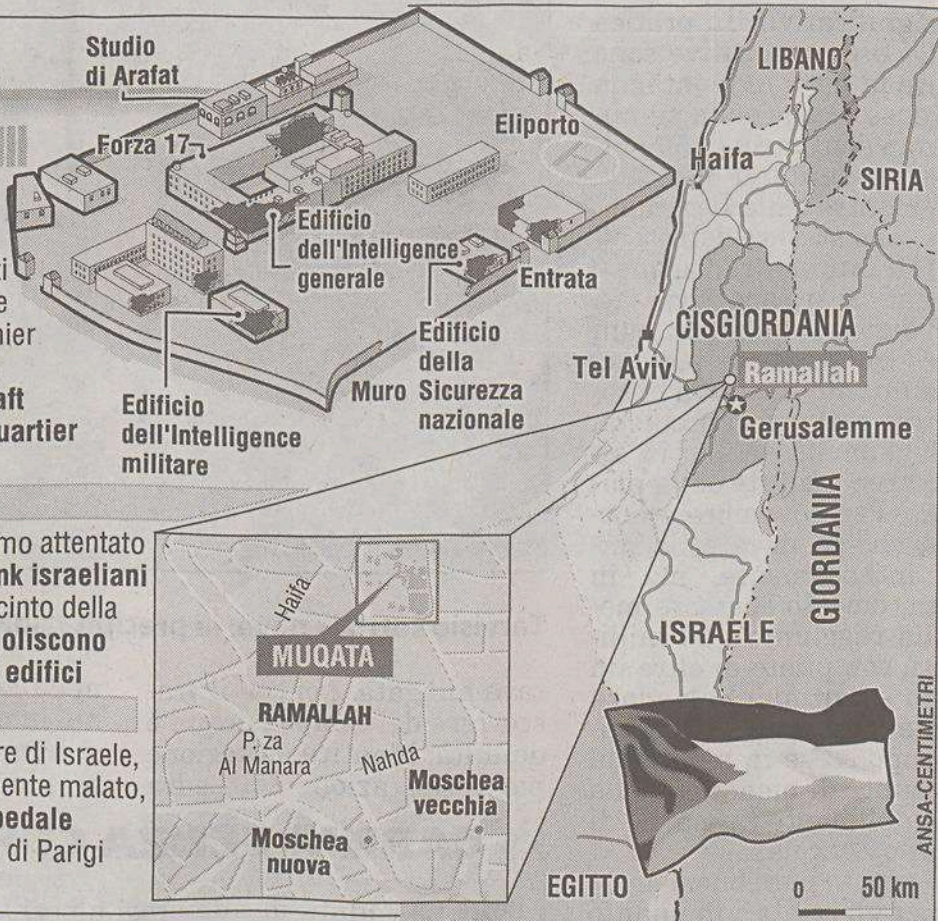 Studio
di Arafat
Forza 17
Eliporto
Edificio
dell'Intelligence
generale
Entrata
Edificio
della
Sicurezza
nazionale
Muro
Edificio
dell'Intelligence
militare
ti
e
nier
aft
uartier
mo attentato
nk israeliani
cinto della
oliscono
edifici
re di Israele,
ente malato,
pedale
di Parigi
LIBANO
Haifa
SIRIA
CISGIORDANIA
Tel Aviv
Ramallah
Gerusalemme
GIORDANIA
ISRAELE
EGITTO
0 50 km
ANSA-CENTIMETRI
Haifa
MUQATA
RAMALLAH
P.za
Al Manara
Nahda
Moschea
vecchia
Moschea
nuova
H